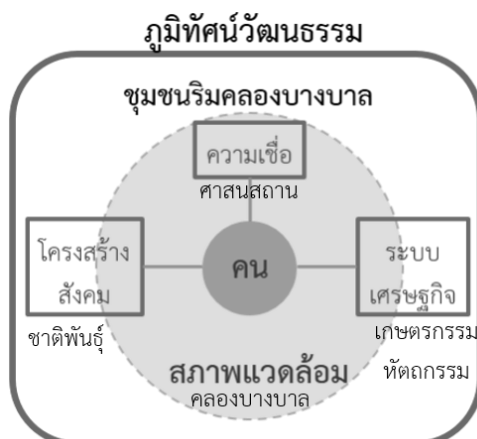 ภูมิทัศน์วัฒนธรรม
ชุมชนริมคลองบางบาล
ความเชื่อ
ศาสนสถาน
โครงสร้าง
สังคม
ชาติพันธุ์
คน
ระบบ
เศรษฐกิจ
เกษตรกรรม
หัตถกรรม
สภาพแวดล้อม
คลองบางบาล